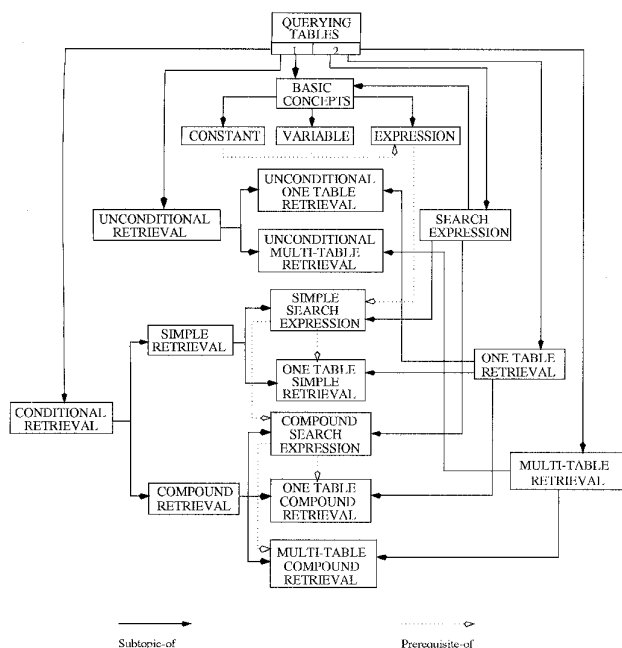 QUERYING
TABLES
1 2
BASIC
CONCEPTS
CONSTANT VARIABLE EXPRESSION
UNCONDITIONAL
ONE TABLE
RETRIEVAL
UNCONDITIONAL
RETRIEVAL
SEARCH
EXPRESSION
UNCONDITIONAL
MULTI-TABLE
RETRIEVAL
SIMPLE
SEARCH
EXPRESSION
SIMPLE
RETRIEVAL
ONE TABLE
SIMPLE
RETRIEVAL
ONE TABLE
RETRIEVAL
CONDITIONAL
RETRIEVAL
COMPOUND
SEARCH
EXPRESSION
MULTI-TABLE
RETRIEVAL
COMPOUND
RETRIEVAL
ONE TABLE
COMPOUND
RETRIEVAL
MULTI-TABLE
COMPOUND
RETRIEVAL
Subtopic-of
Prerequisite-of